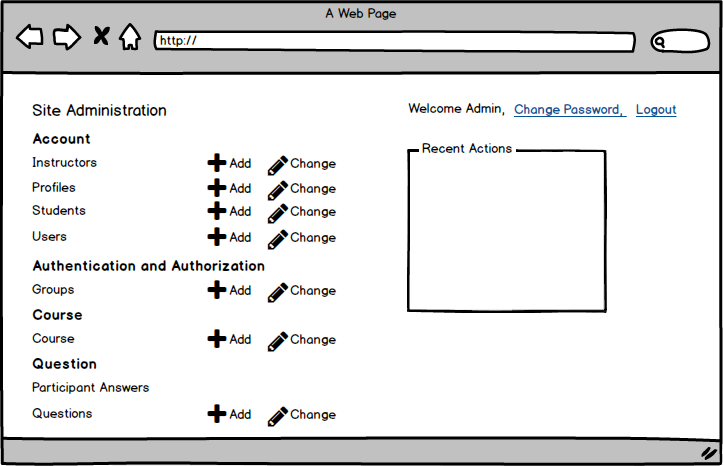 A Web Page
http://
Site Administration
Welcome Admin, Change Password, Logout
Account
Instructors Add Change
Profiles Add Change
Students Add Change
Users Add Change
Authentication and Authorization
Groups Add Change
Course
Course Add Change
Question
Participant Answers
Questions Add Change
Recent Actions